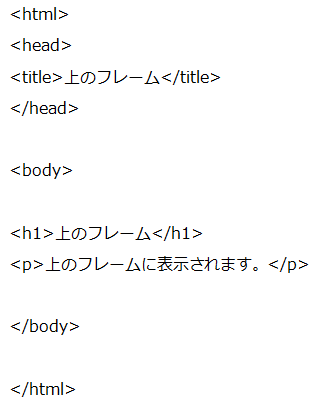 <html>
<head>
<title>上のフレーム</title>
</head>
<body>
<h1>上のフレーム</h1>
<p>上のフレームに表示されます。</p>
</body>
</html>